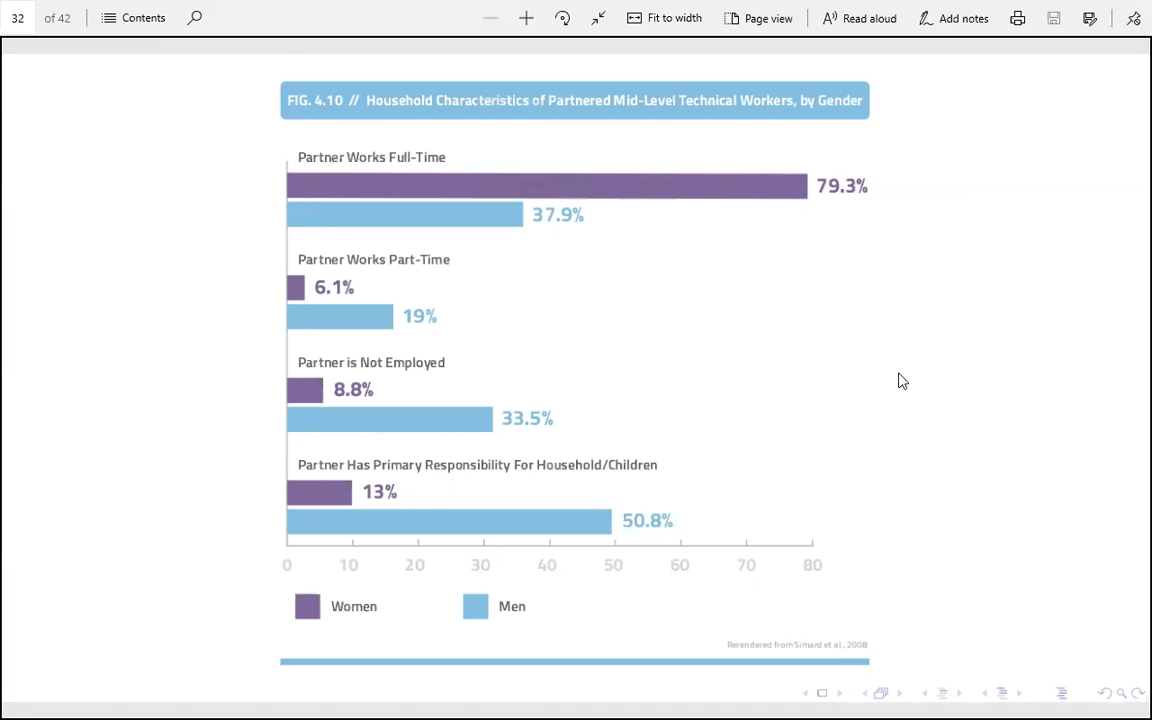 32 of 42 Contents Fit to width Page view Read aloud Add notes
FIG. 4.10 // Household Characteristics of Partnered Mid-Level Technical Workers, by Gender
Partner Works Full-Time
79.3%
37.9%
Partner Works Part-Time
6.1%
19%
Partner is Not Employed
8.8%
33.5%
Partner Has Primary Responsibility For Household/Children
13%
50.8%
0 10 20 30 40 50 60 70 80
Women Men
Rerendered from Simard et al., 2008